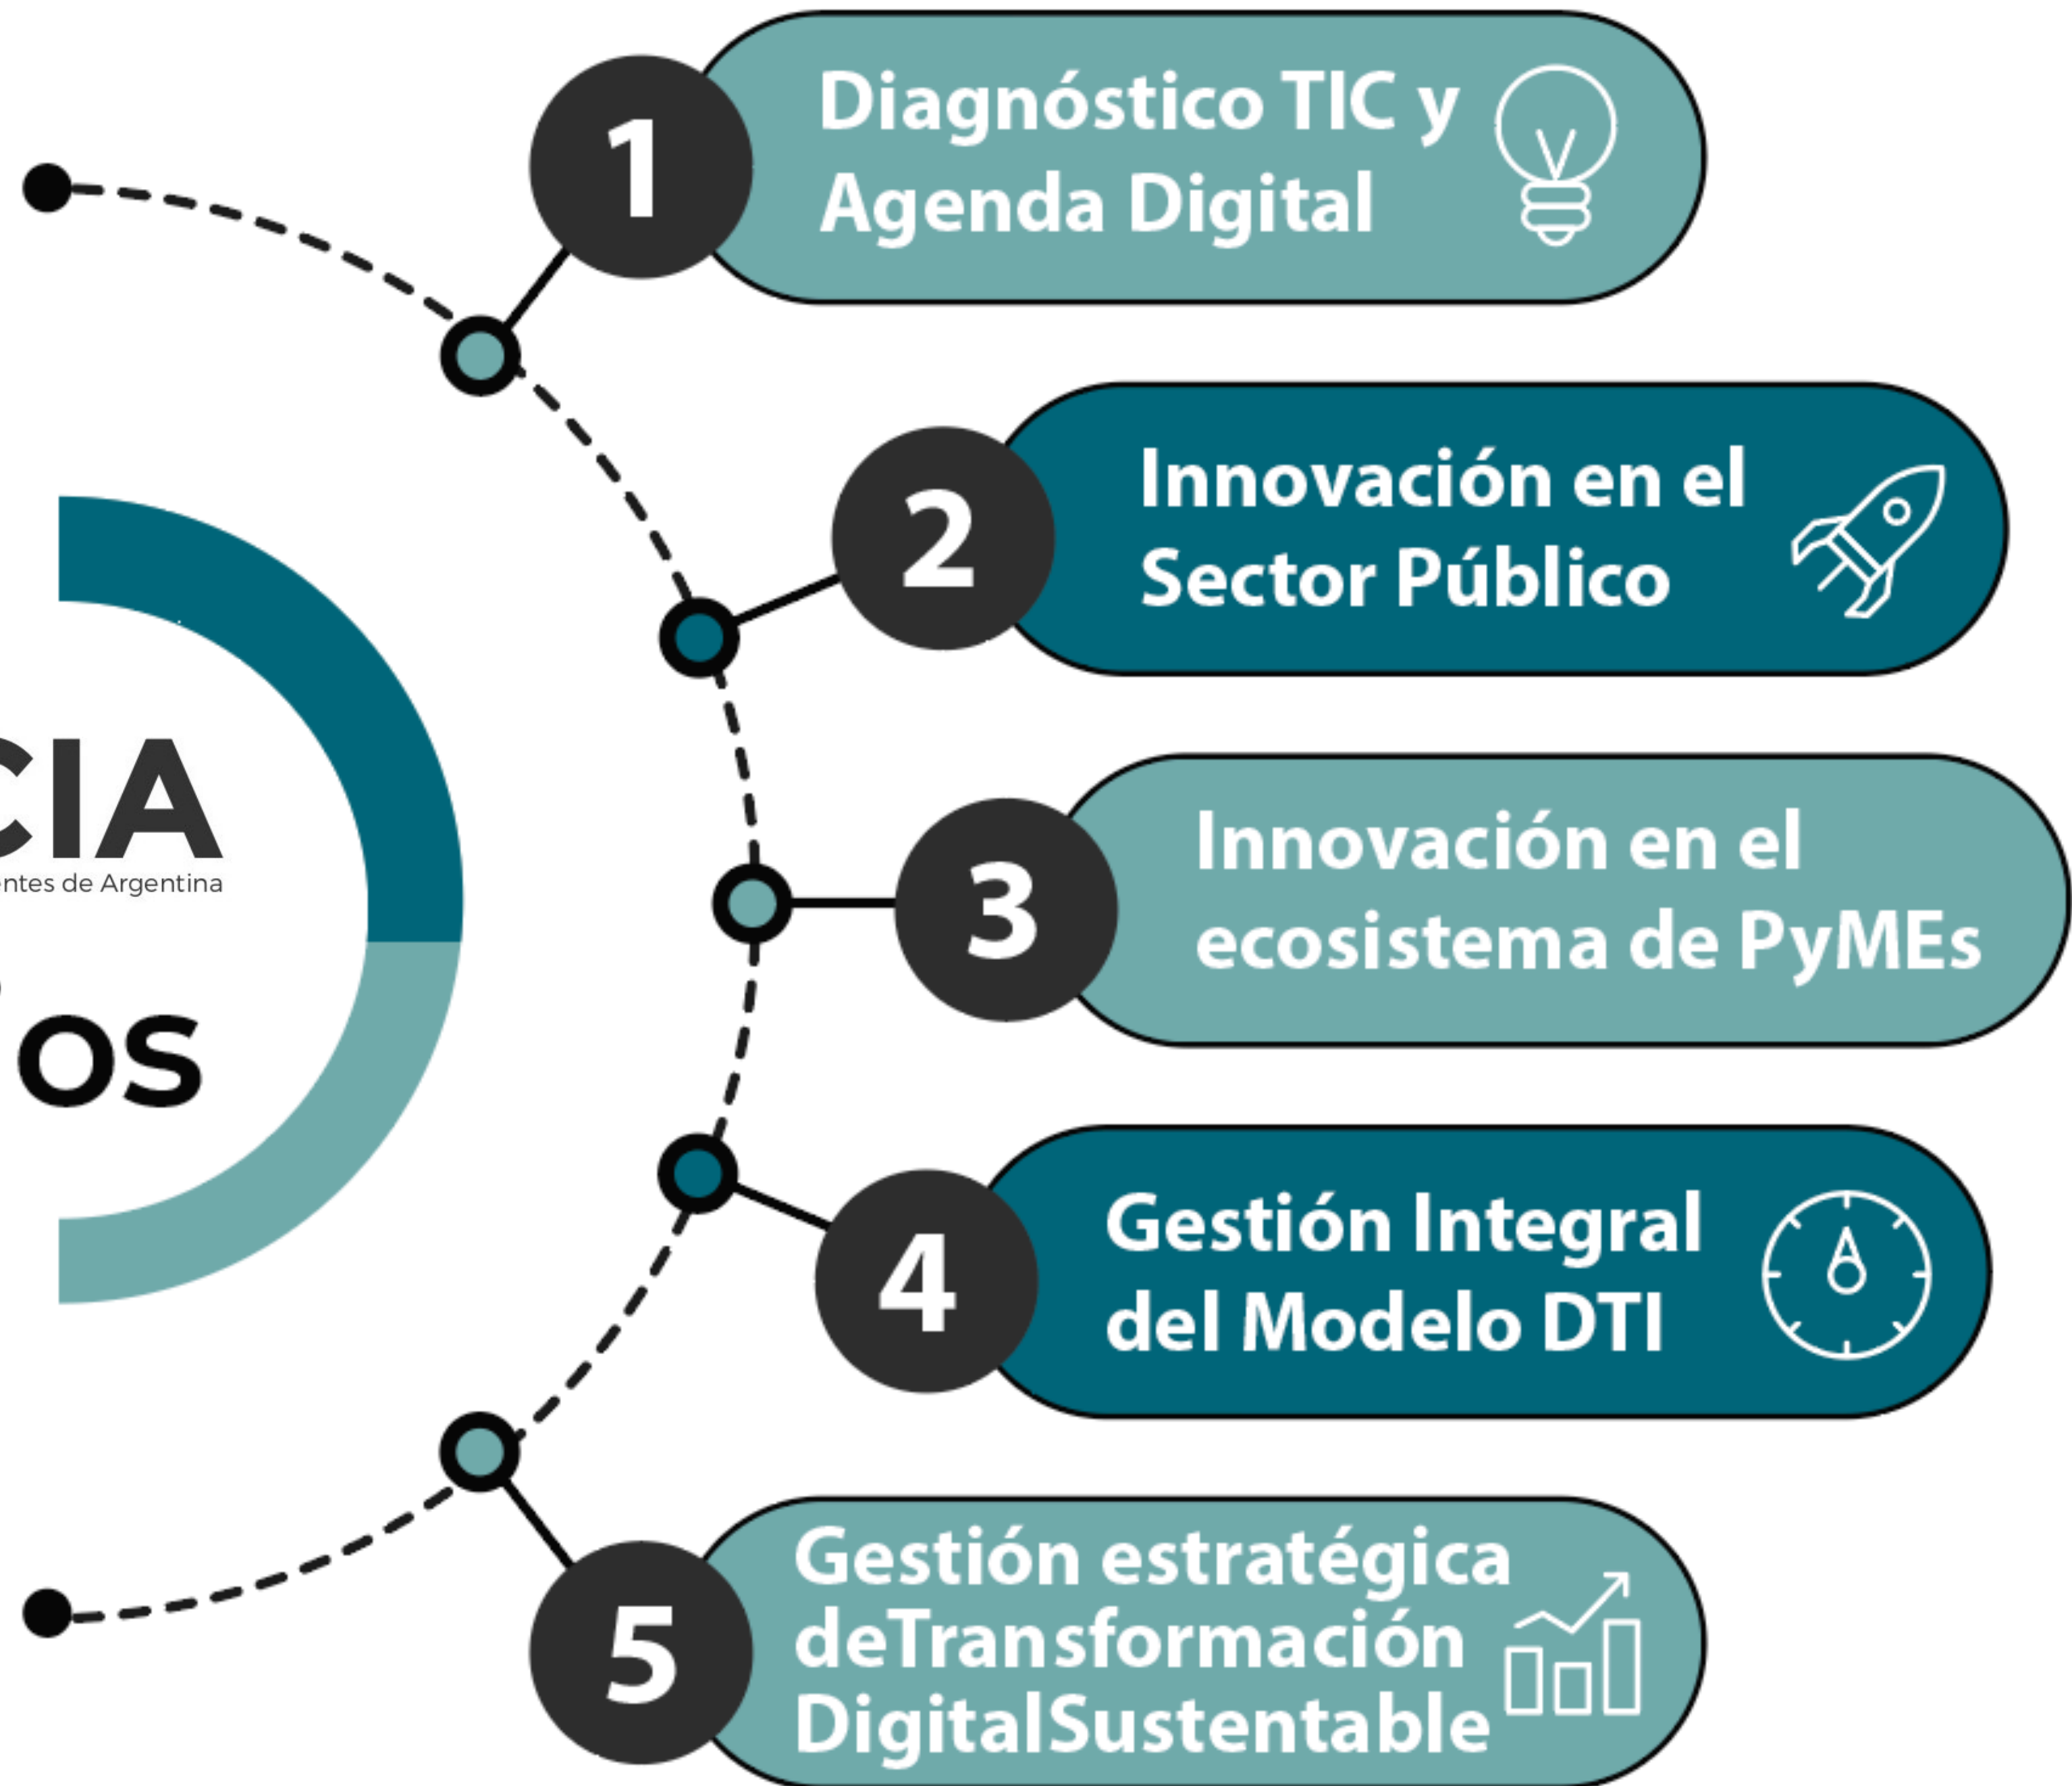 1
Diagnóstico TIC y
Agenda Digital
2
Innovación en el
Sector Público
CIA
entes de Argentina
3
Innovación en el
ecosistema de PyMEs
OS
4
Gestión Integral
del Modelo DTI
5
Gestión estratégica
deTransformación
DigitalSustentable